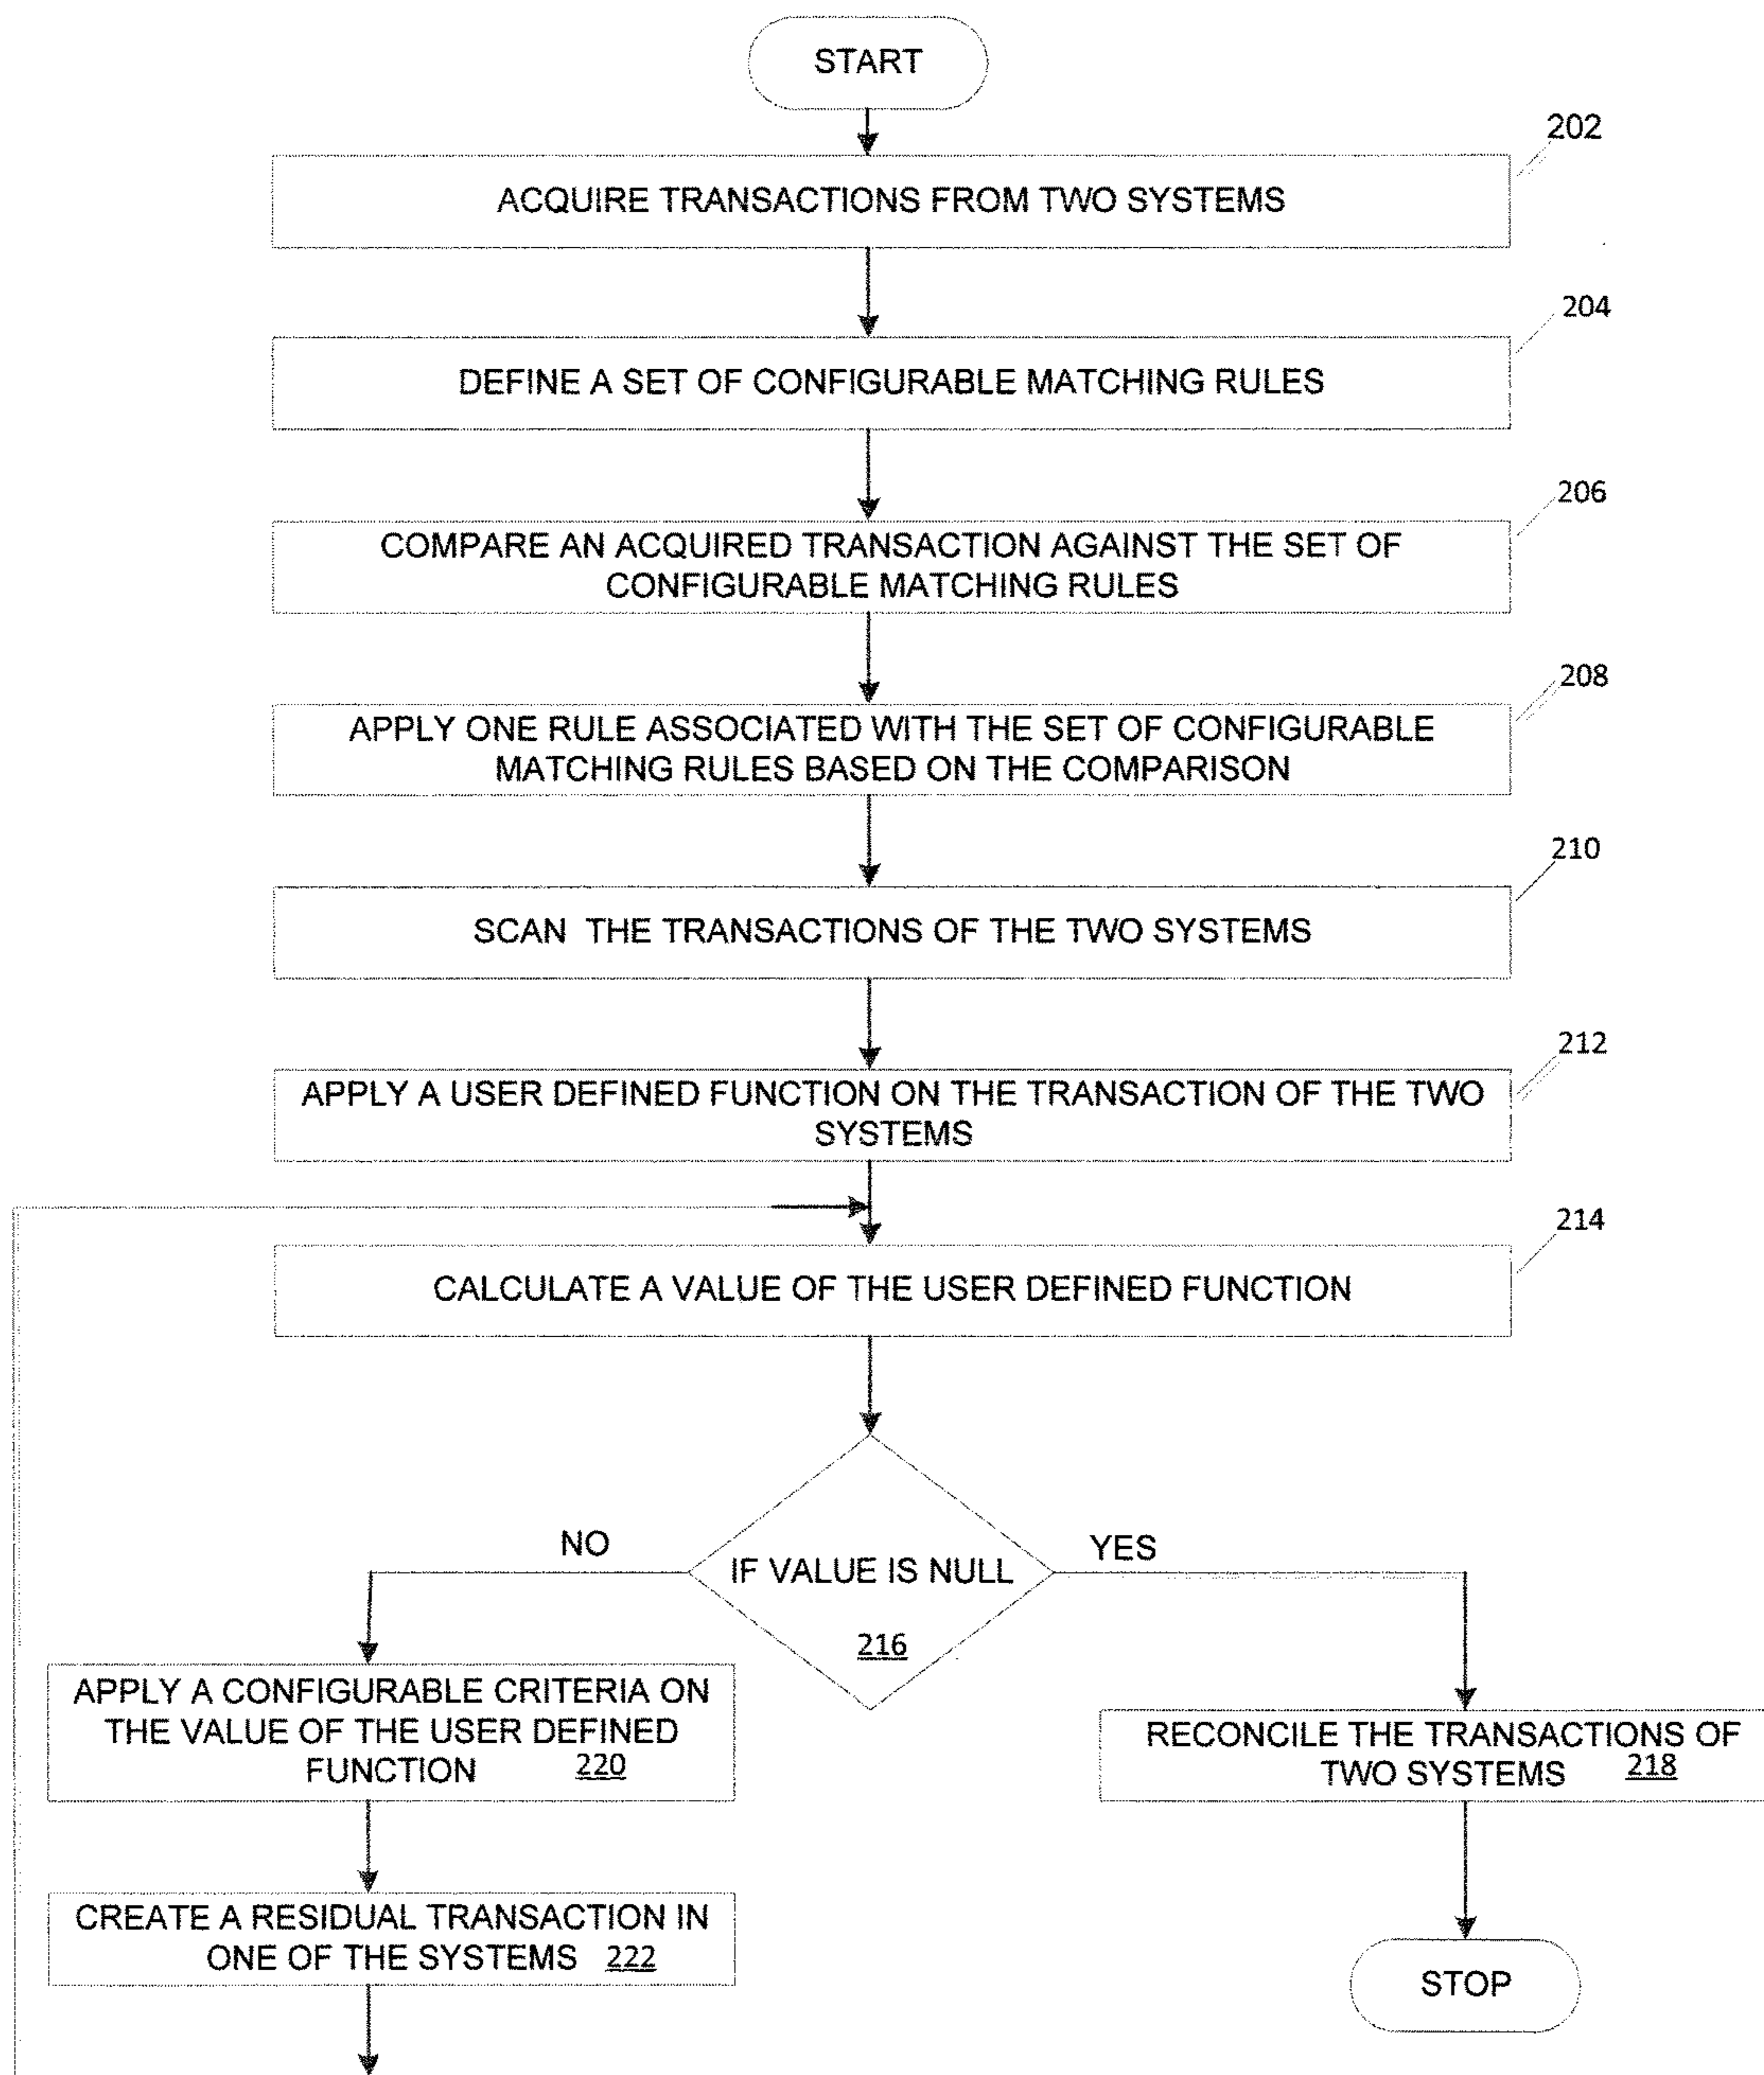 START
202
ACQUIRE TRANSACTIONS FROM TWO SYSTEMS
204
DEFINE A SET OF CONFIGURABLE MATCHING RULES
206
COMPARE AN ACQUIRED TRANSACTION AGAINST THE SET OF
CONFIGURABLE MATCHING RULES
208
APPLY ONE RULE ASSOCIATED WITH THE SET OF CONFIGURABLE
MATCHING RULES BASED ON THE COMPARISON
210
SCAN THE TRANSACTIONS OF THE TWO SYSTEMS
212
APPLY A USER DEFINED FUNCTION ON THE TRANSACTION OF THE TWO
SYSTEMS
214
CALCULATE A VALUE OF THE USER DEFINED FUNCTION
NO
YES
IF VALUE IS NULL
216
APPLY A CONFIGURABLE CRITERIA ON
THE VALUE OF THE USER DEFINED
FUNCTION 220
RECONCILE THE TRANSACTIONS OF
TWO SYSTEMS 218
CREATE A RESIDUAL TRANSACTION IN
ONE OF THE SYSTEMS 222
STOP